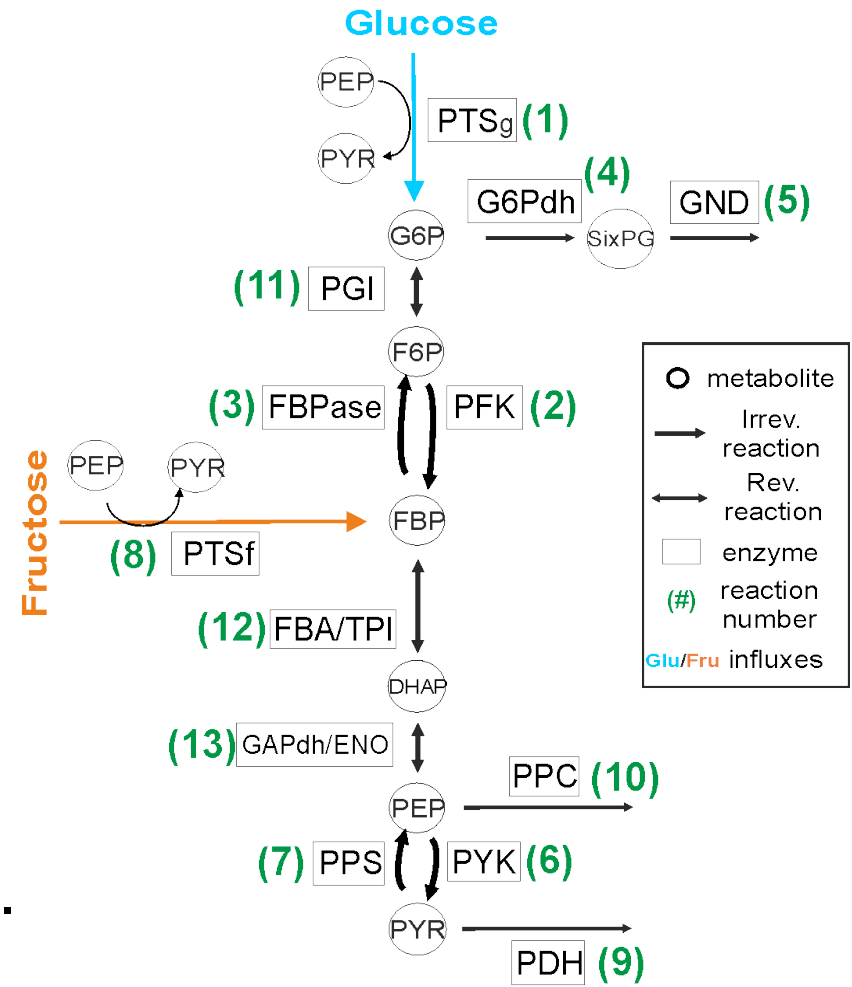 Glucose
PEP
PTSg (1)
PYR
G6Pdh (4)
GND (5)
G6P
SixPG
(11) PGI
F6P
(3) FBPase
PFK (2)
metabolite
Irrev.
reaction
Rev.
reaction
enzyme
(#) reaction
number
Glu/Fru influxes
Fructose
PEP
PYR
FBP
(8) PTSf
(12) FBA/TPI
DHAP
(13) GAPdh/ENO
PPC (10)
PEP
(7) PPS
PYK (6)
PYR
PDH (9)